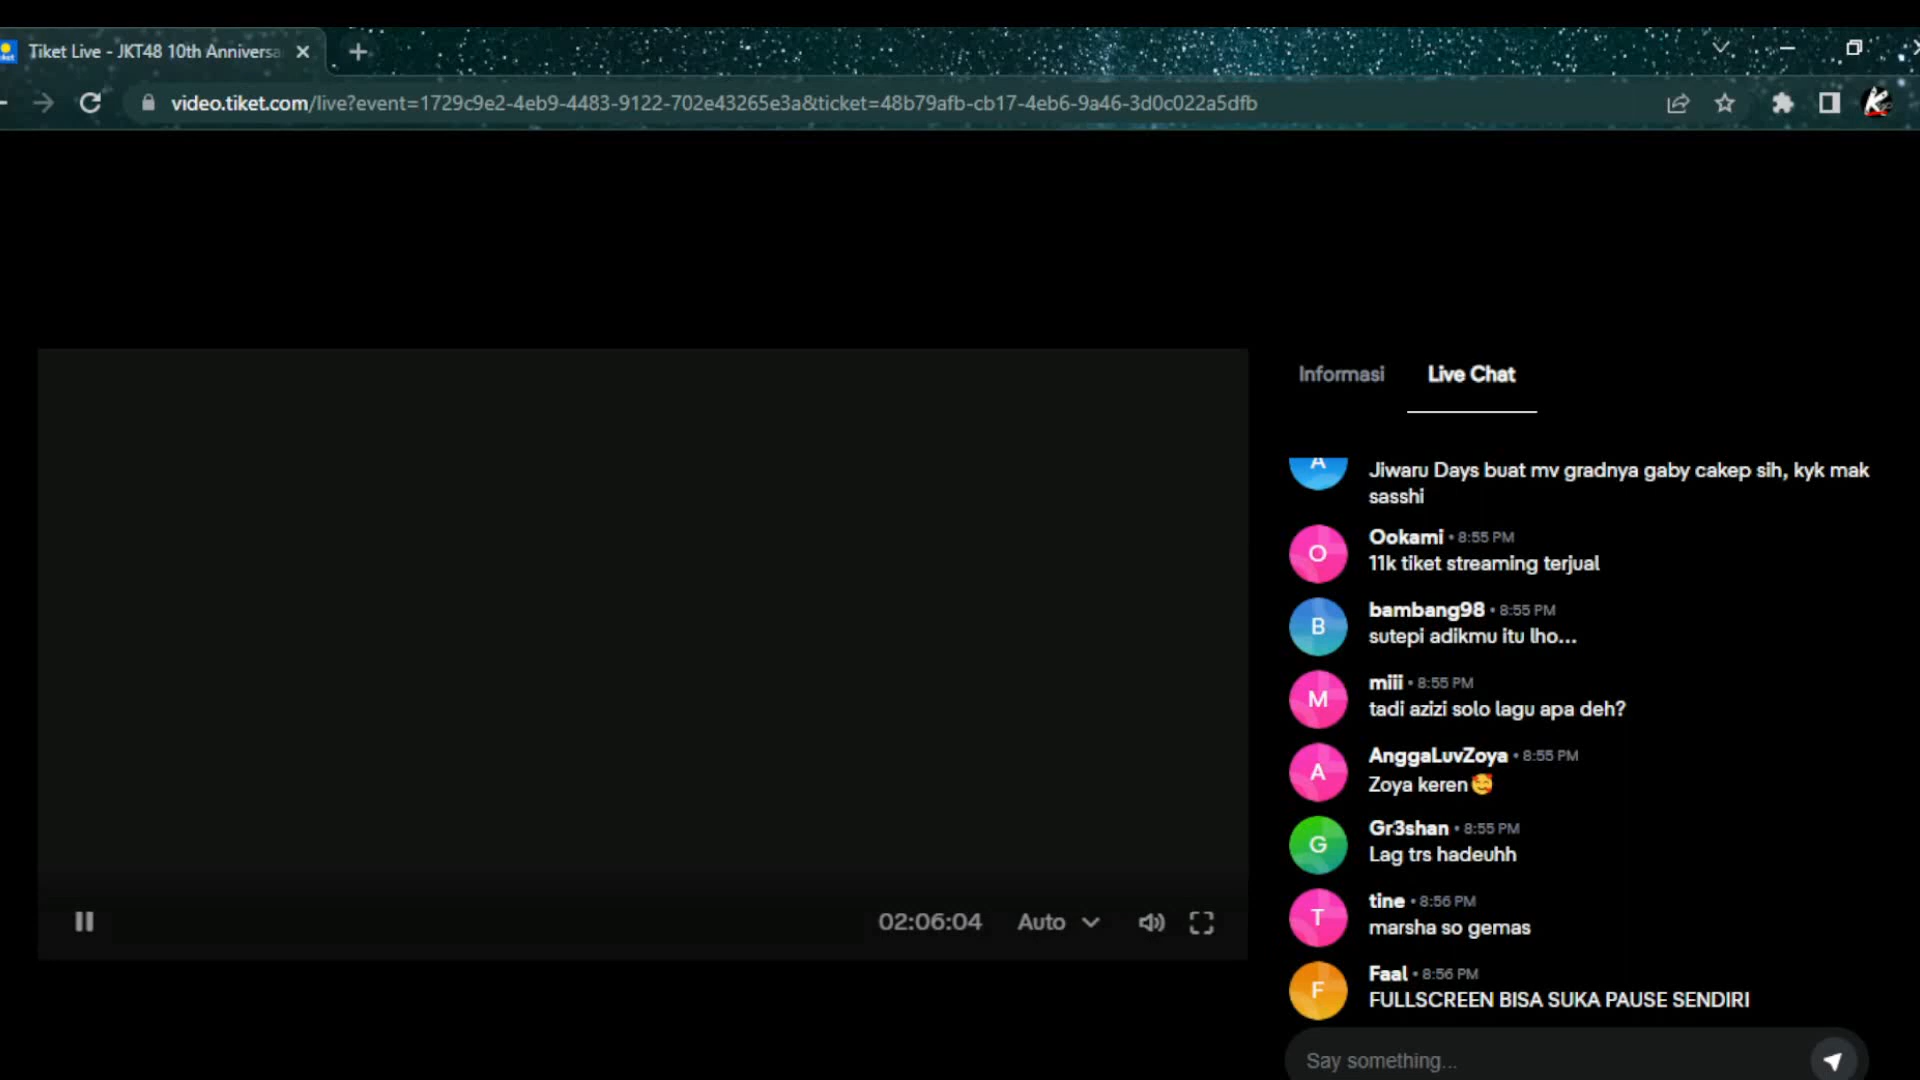 Tiket Live - JKT48 10th Anniversa
video.tiket.com/live?event=1729c9e2-4eb9-4483-9122-702e43265e3a&ticket=48b79afb-cb17-4eb6-9a46-3d0c022a5dfb
Informasi
Live Chat
A
Jiwaru Days buat mv gradnya gaby cakep sih, kyk mak
sasshi
O
Ookami • 8:55 PM
11k tiket streaming terjual
B
bambang98 • 8:55 PM
sutepi adikmu itu lho...
M
miii • 8:55 PM
tadi azizi solo lagu apa deh?
A
AnggaLuvZoya • 8:55 PM
Zoya keren🥰
G
Gr3shan • 8:55 PM
Lag trs hadeuhh
T
tine • 8:56 PM
marsha so gemas
F
Faal • 8:56 PM
FULLSCREEN BISA SUKA PAUSE SENDIRI
02:06:04
Auto
Say something...